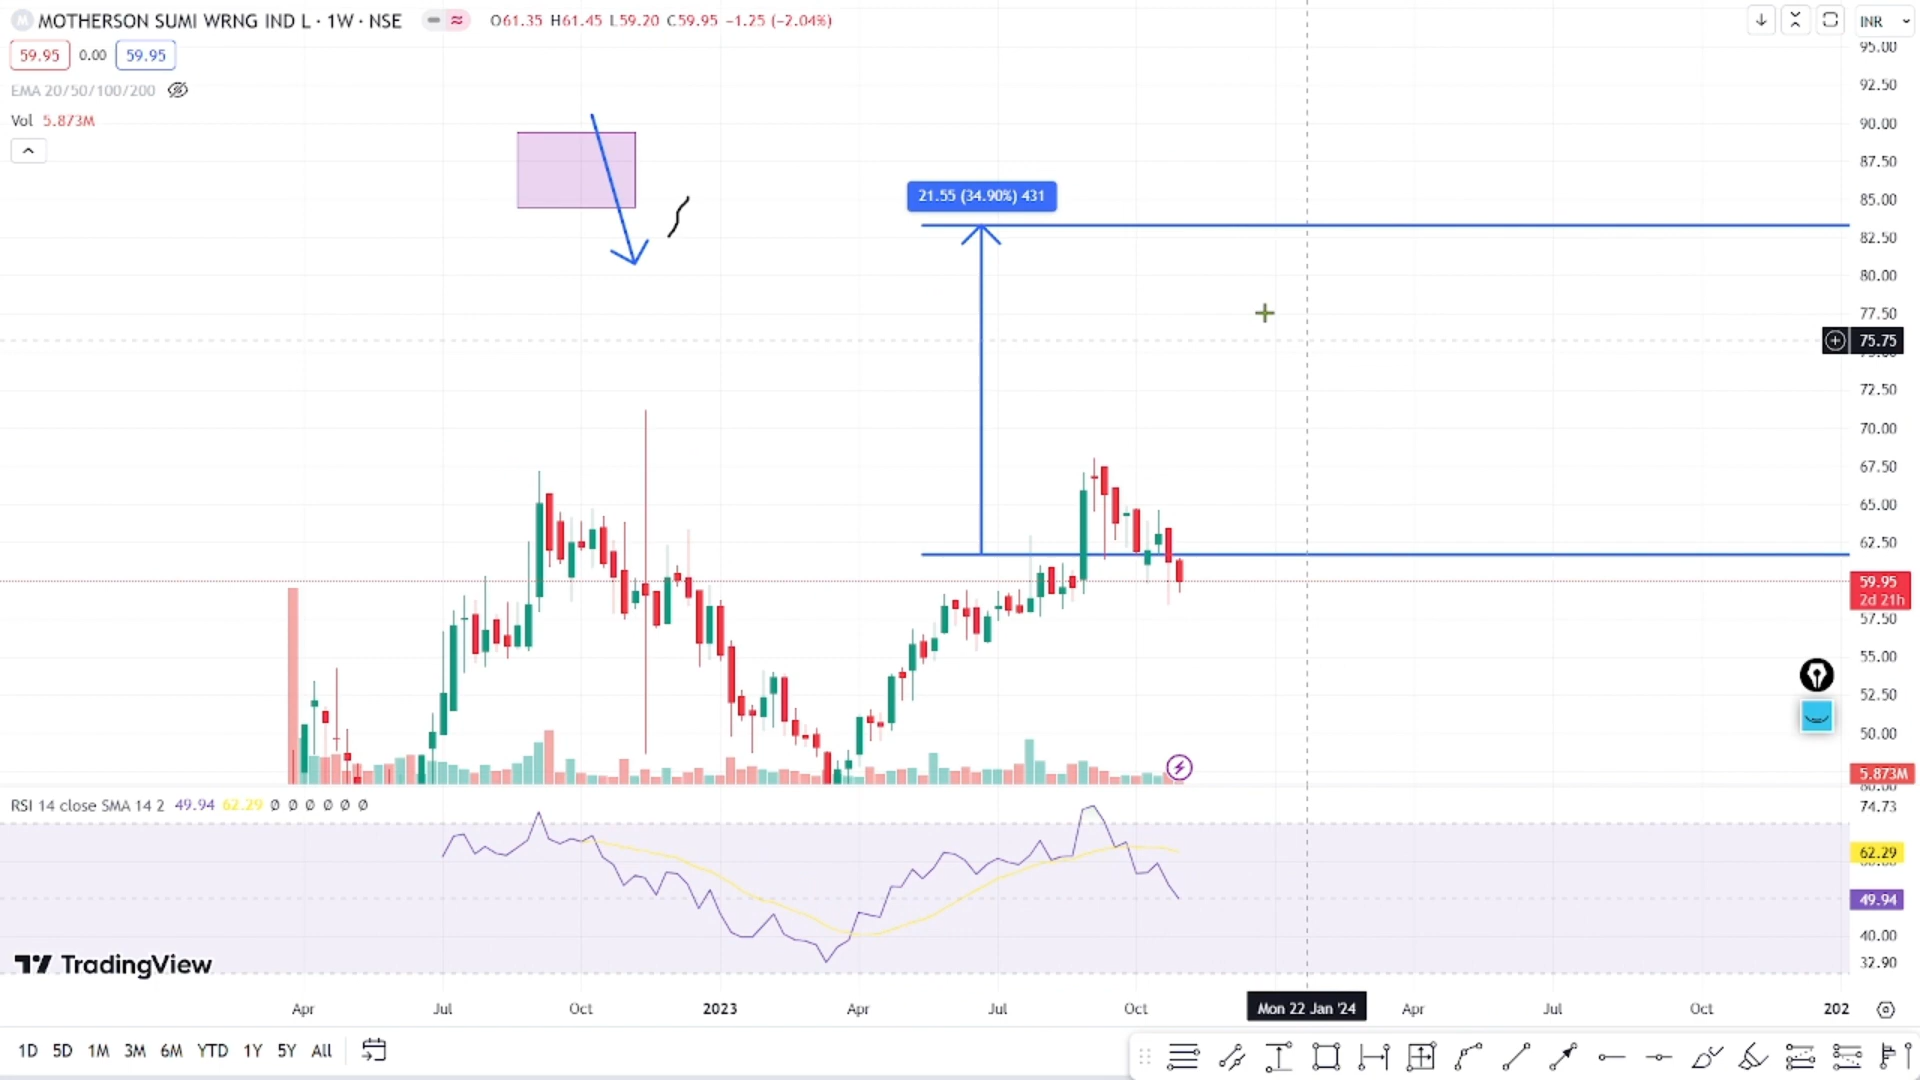 MOTHERSON SUMI WRNG IND L · 1W · NSE O61.35 H61.45 L59.20 C59.95 −1.25 (−2.04%) INR
59.95 0.00 59.95
EMA 20/50/100/200
Vol 5.873M
95.00
92.50
90.00
87.50
85.00
82.50
80.00
77.50
75.75
72.50
70.00
67.50
65.00
62.50
59.95
2d 21h
57.50
55.00
52.50
50.00
5.873M
21.55 (34.90%) 431
RSI 14 close SMA 14 2 49.94 62.29 Ø Ø Ø Ø Ø Ø
74.73
62.29
49.94
40.00
32.90
TradingView
Apr Jul Oct 2023 Apr Jul Oct Mon 22 Jan '24 Apr Jul Oct 202
1D 5D 1M 3M 6M YTD 1Y 5Y All